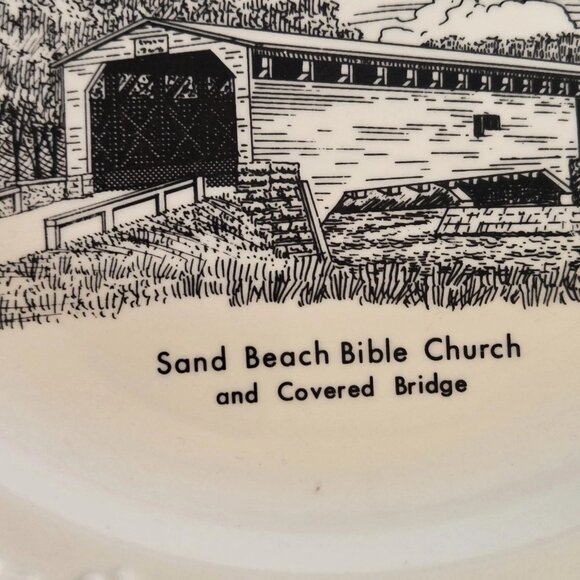 Sand Beach Bible Church
and Covered Bridge